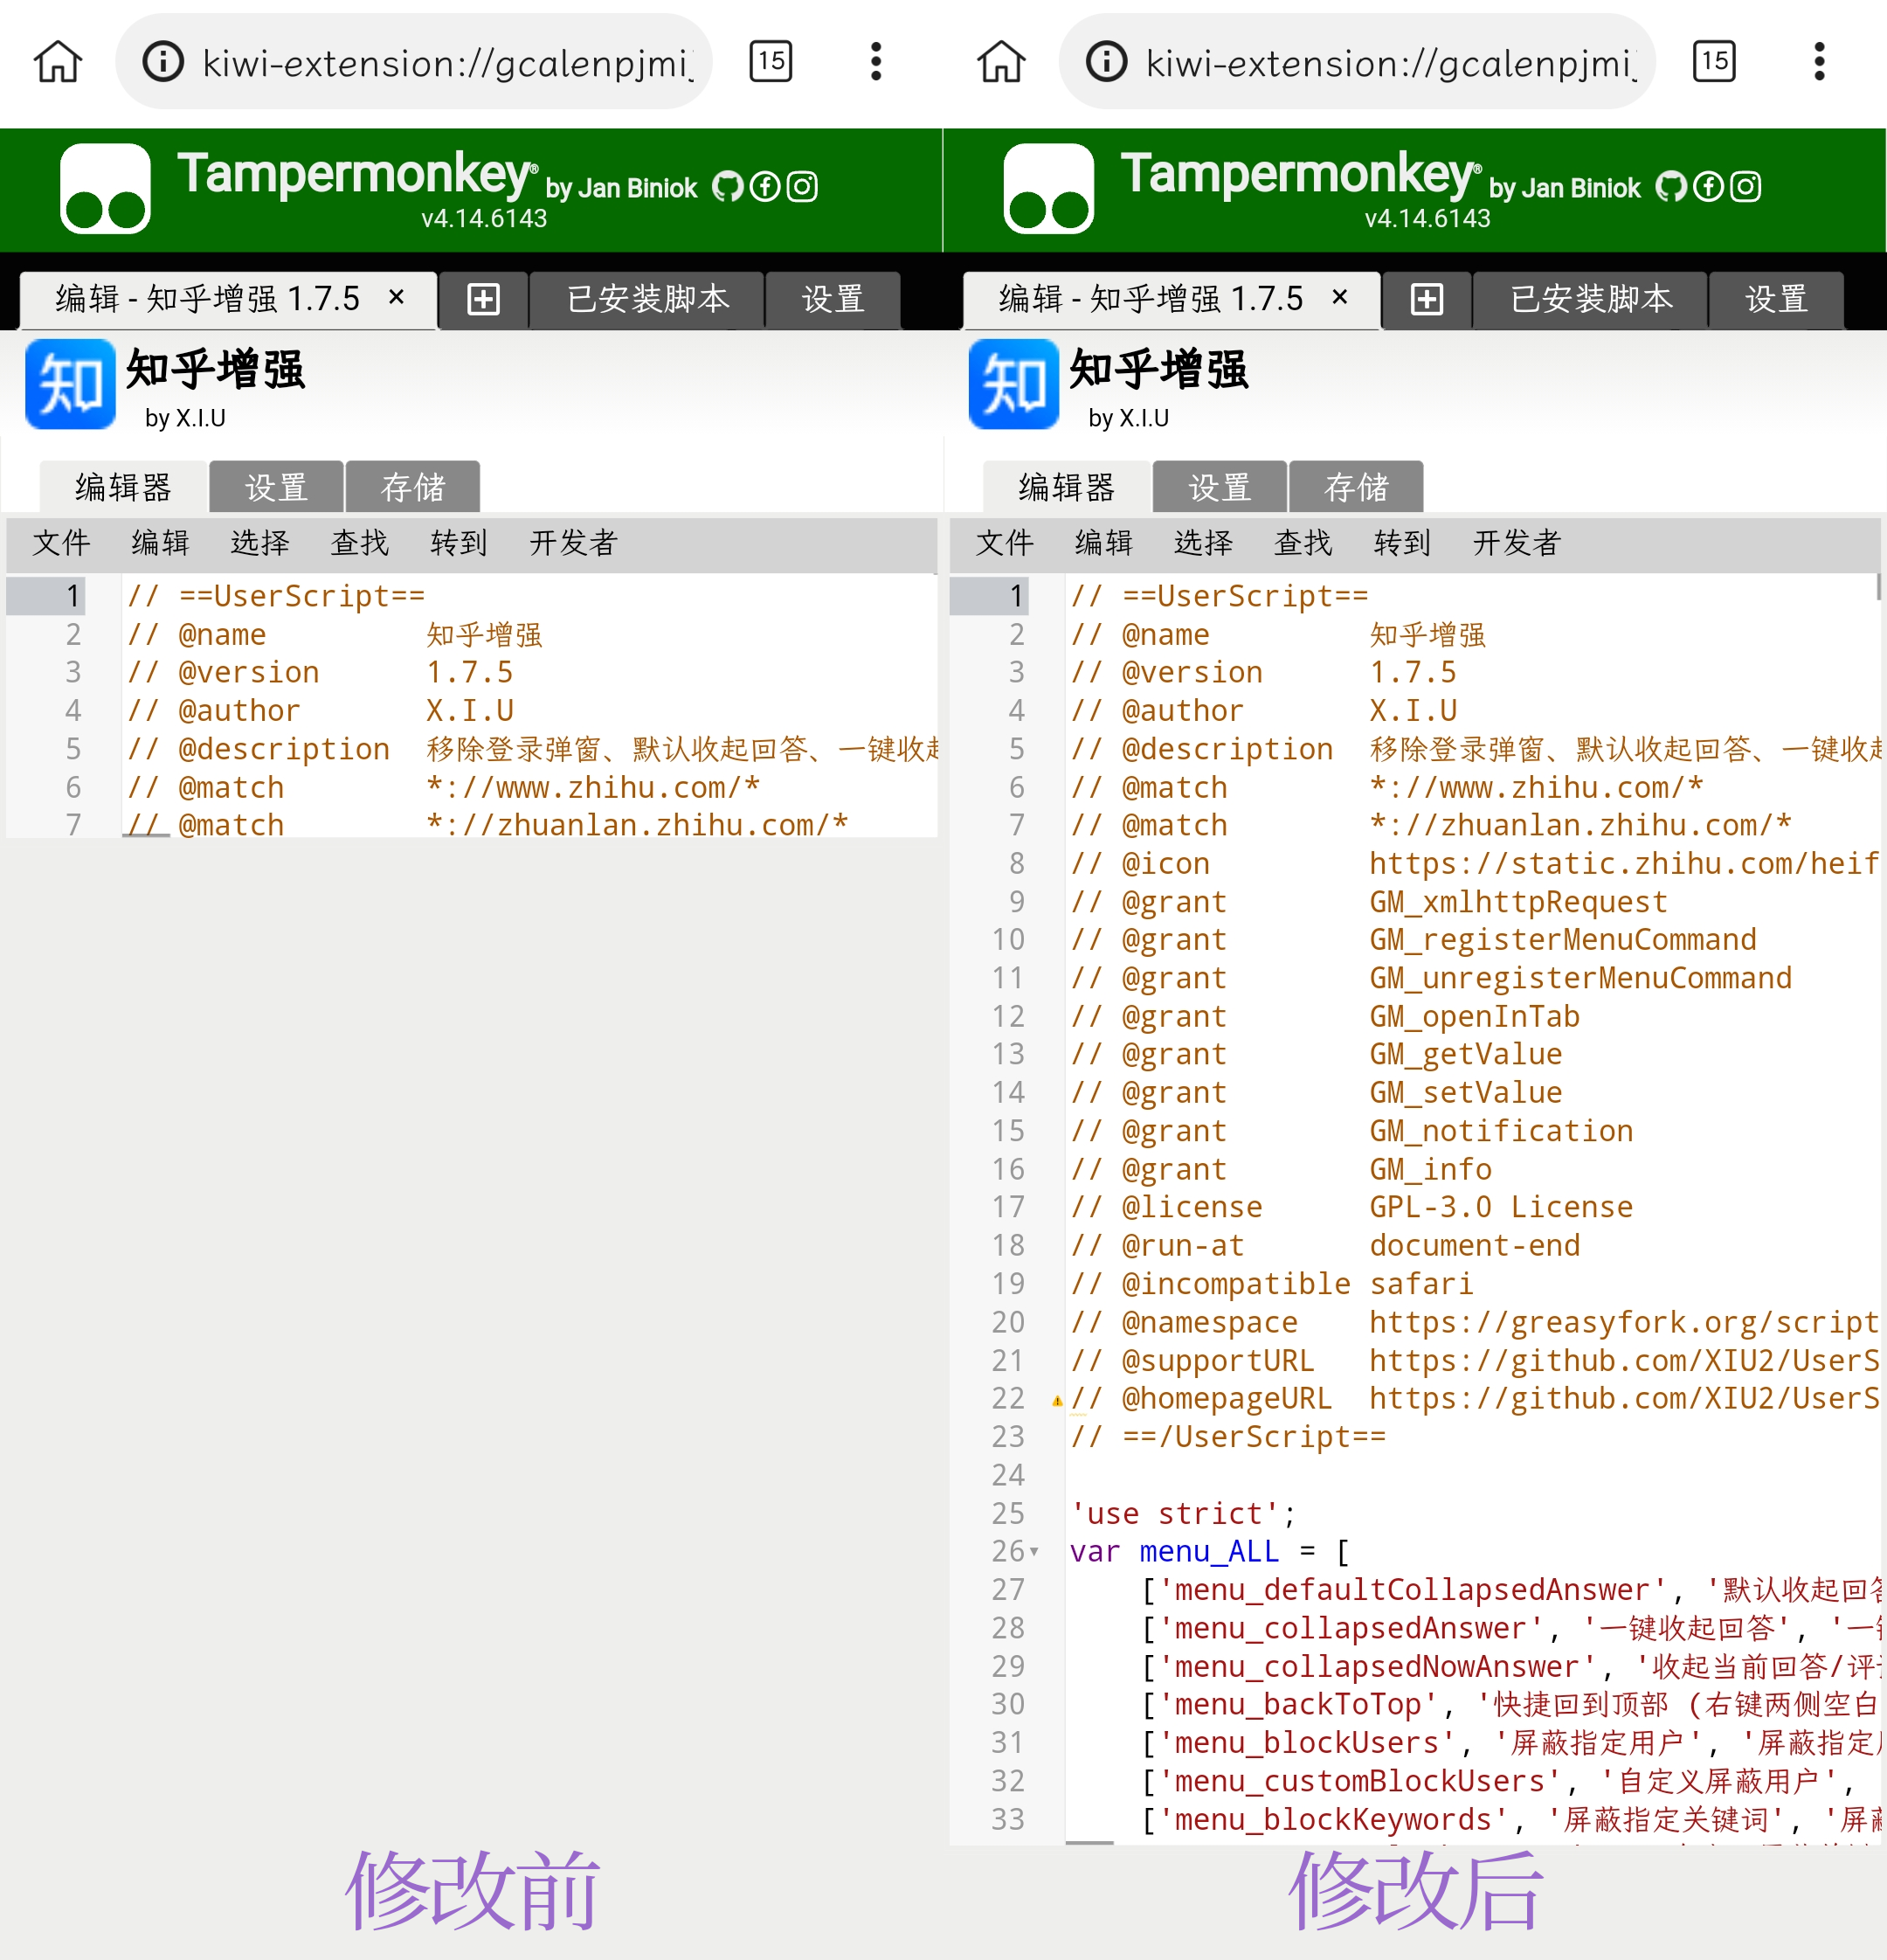 kiwi-extension://gcalenpjmij
15
Tampermonkey® by Jan Biniok
v4.14.6143
编辑 - 知乎增强 1.7.5 ×
已安装脚本
设置
知
知乎增强
by X.I.U
编辑器 设置 存储
文件 编辑 选择 查找 转到 开发者
1 // ==UserScript==
2 // @name 知乎增强
3 // @version 1.7.5
4 // @author X.I.U
5 // @description 移除登录弹窗、默认收起回答、一键收起
6 // @match *://www.zhihu.com/*
7 // @match *://zhuanlan.zhihu.com/*
修改前
kiwi-extension://gcalenpjmij
15
Tampermonkey® by Jan Biniok
v4.14.6143
编辑 - 知乎增强 1.7.5 ×
已安装脚本
设置
知
知乎增强
by X.I.U
编辑器 设置 存储
文件 编辑 选择 查找 转到 开发者
1 // ==UserScript==
2 // @name 知乎增强
3 // @version 1.7.5
4 // @author X.I.U
5 // @description 移除登录弹窗、默认收起回答、一键收起
6 // @match *://www.zhihu.com/*
7 // @match *://zhuanlan.zhihu.com/*
8 // @icon https://static.zhihu.com/heif
9 // @grant GM_xmlhttpRequest
10 // @grant GM_registerMenuCommand
11 // @grant GM_unregisterMenuCommand
12 // @grant GM_openInTab
13 // @grant GM_getValue
14 // @grant GM_setValue
15 // @grant GM_notification
16 // @grant GM_info
17 // @license GPL-3.0 License
18 // @run-at document-end
19 // @incompatible safari
20 // @namespace https://greasyfork.org/script
21 // @supportURL https://github.com/XIU2/UserS
22 // @homepageURL https://github.com/XIU2/UserS
23 // ==/UserScript==
24
25 'use strict';
26 var menu_ALL = [
27 ['menu_defaultCollapsedAnswer', '默认收起回答
28 ['menu_collapsedAnswer', '一键收起回答', '一键
29 ['menu_collapsedNowAnswer', '收起当前回答/评
30 ['menu_backToTop', '快捷回到顶部 (右键两侧空白
31 ['menu_blockUsers', '屏蔽指定用户', '屏蔽指定
32 ['menu_customBlockUsers', '自定义屏蔽用户',
33 ['menu_blockKeywords', '屏蔽指定关键词', '屏蔽
修改后